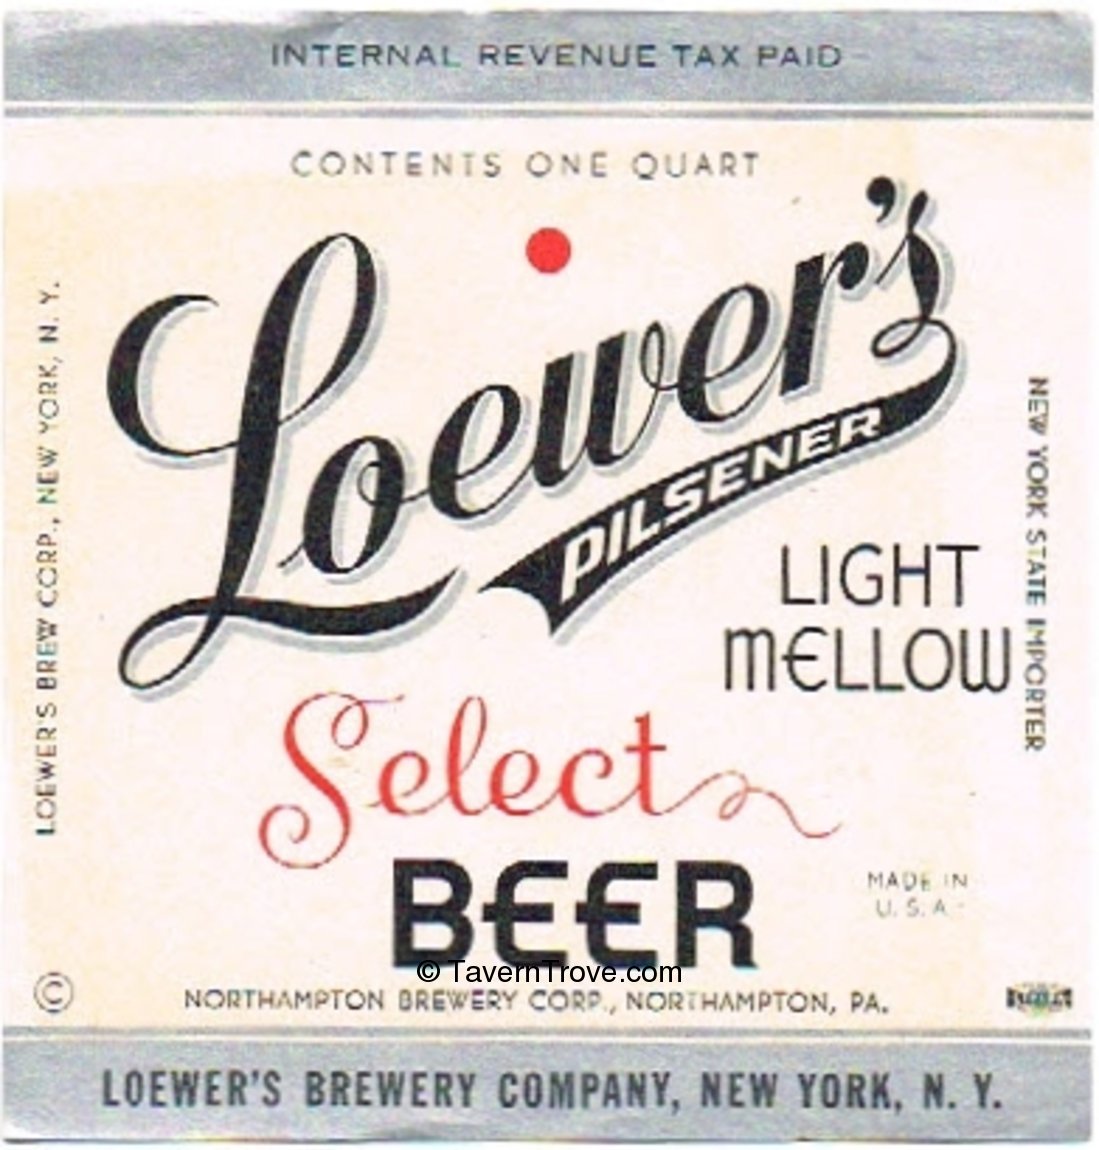 INTERNAL REVENUE TAX PAID
CONTENTS ONE QUART
Loewer's
PILSENER
LIGHT
MELLOW
Select
BEER
MADE IN
U.S.A.
LOEWER'S BREW CORP., NEW YORK, N. Y.
NEW YORK STATE IMPORTER
© TavernTrove.com
©
NORTHAMPTON BREWERY CORP., NORTHAMPTON, PA.
LOEWER'S BREWERY COMPANY, NEW YORK, N. Y.